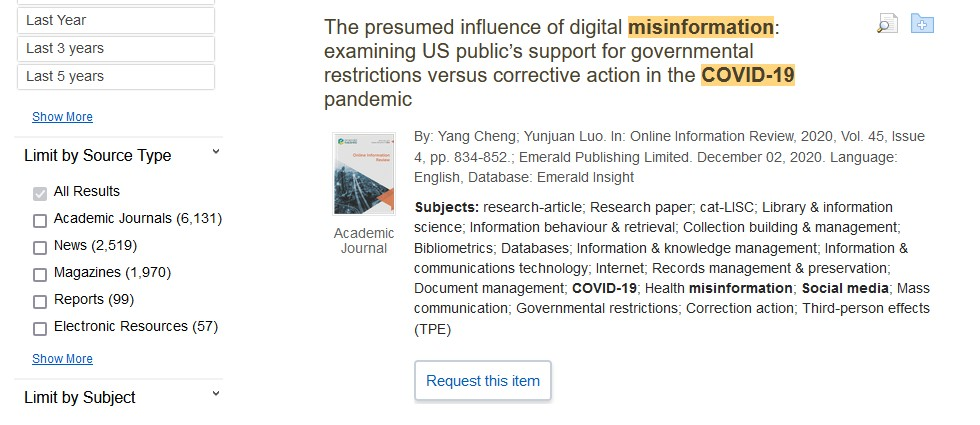 Last Year
Last 3 years
Last 5 years
Show More
Limit by Source Type
All Results
Academic Journals (6,131)
News (2,519)
Magazines (1,970)
Reports (99)
Electronic Resources (57)
Show More
Limit by Subject
The presumed influence of digital misinformation:
examining US public’s support for governmental
restrictions versus corrective action in the COVID-19
pandemic
Online Information
Review
Academic
Journal
By: Yang Cheng; Yunjuan Luo. In: Online Information Review, 2020, Vol. 45, Issue
4, pp. 834-852.; Emerald Publishing Limited. December 02, 2020. Language:
English, Database: Emerald Insight
Subjects: research-article; Research paper; cat-LISC; Library & information
science; Information behaviour & retrieval; Collection building & management;
Bibliometrics; Databases; Information & knowledge management; Information &
communications technology; Internet; Records management & preservation;
Document management; COVID-19; Health misinformation; Social media; Mass
communication; Governmental restrictions; Correction action; Third-person effects
(TPE)
Request this item